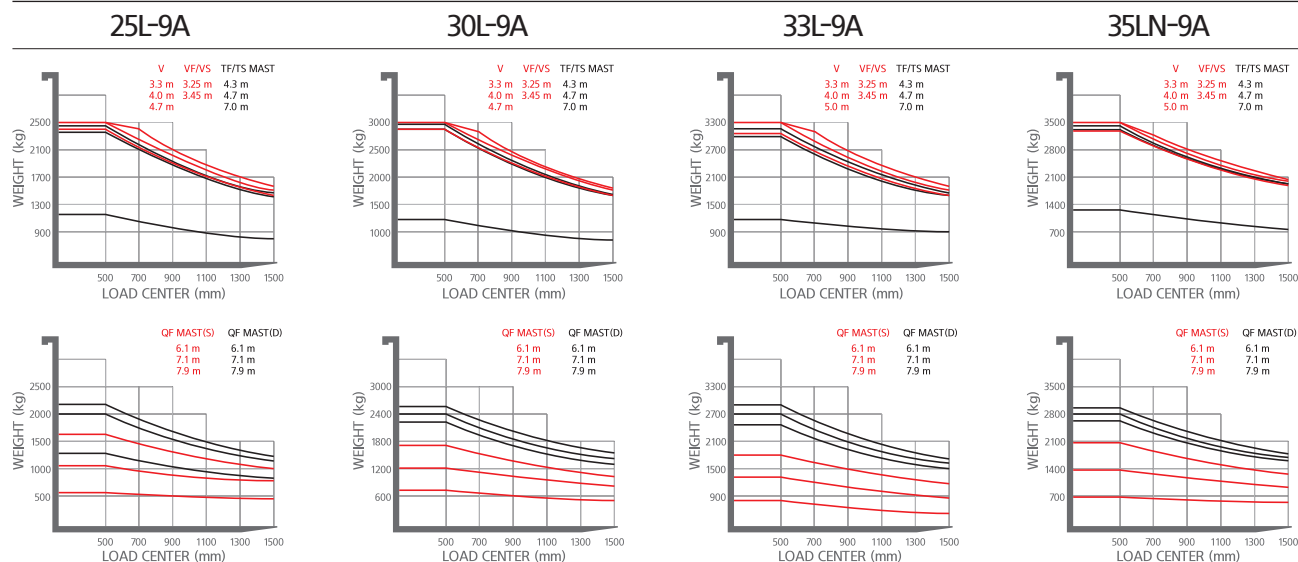 25L-9A 30L-9A 33L-9A 35LN-9A
V VF/VS TF/TS MAST
3.3 m 3.25 m 4.3 m
4.0 m 3.45 m 4.7 m
4.7 m 7.0 m
WEIGHT (kg)
2500
2100
1700
1300
900
500 700 900 1100 1300 1500
LOAD CENTER (mm)
V VF/VS TF/TS MAST
3.3 m 3.25 m 4.3 m
4.0 m 3.45 m 4.7 m
4.7 m 7.0 m
WEIGHT (kg)
3000
2500
2000
1500
1000
500 700 900 1100 1300 1500
LOAD CENTER (mm)
V VF/VS TF/TS MAST
3.3 m 3.25 m 4.3 m
4.0 m 3.45 m 4.7 m
5.0 m 7.0 m
WEIGHT (kg)
3300
2700
2100
1500
900
500 700 900 1100 1300 1500
LOAD CENTER (mm)
V VF/VS TF/TS MAST
3.3 m 3.25 m 4.3 m
4.0 m 3.45 m 4.7 m
5.0 m 7.0 m
WEIGHT (kg)
3500
2800
2100
1400
700
500 700 900 1100 1300 1500
LOAD CENTER (mm)
QF MAST(S) QF MAST(D)
6.1 m 6.1 m
7.1 m 7.1 m
7.9 m 7.9 m
WEIGHT (kg)
2500
2000
1500
1000
500
500 700 900 1100 1300 1500
LOAD CENTER (mm)
QF MAST(S) QF MAST(D)
6.1 m 6.1 m
7.1 m 7.1 m
7.9 m 7.9 m
WEIGHT (kg)
3000
2400
1800
1200
600
500 700 900 1100 1300 1500
LOAD CENTER (mm)
QF MAST(S) QF MAST(D)
6.1 m 6.1 m
7.1 m 7.1 m
7.9 m 7.9 m
WEIGHT (kg)
3300
2700
2100
1500
900
500 700 900 1100 1300 1500
LOAD CENTER (mm)
QF MAST(S) QF MAST(D)
6.1 m 6.1 m
7.1 m 7.1 m
7.9 m 7.9 m
WEIGHT (kg)
3500
2800
2100
1400
700
500 700 900 1100 1300 1500
LOAD CENTER (mm)